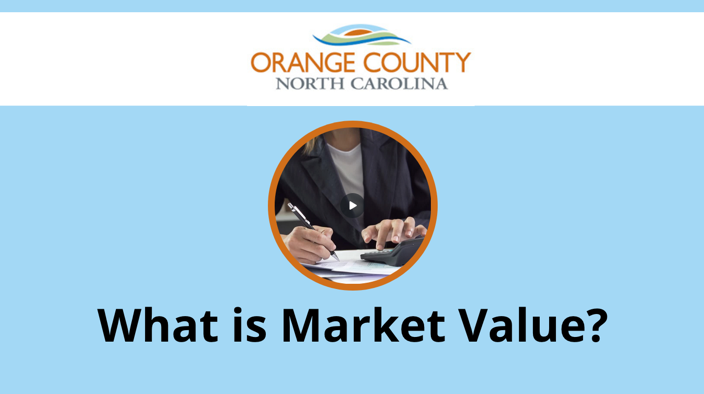 ORANGE COUNTY
NORTH CAROLINA
What is Market Value?